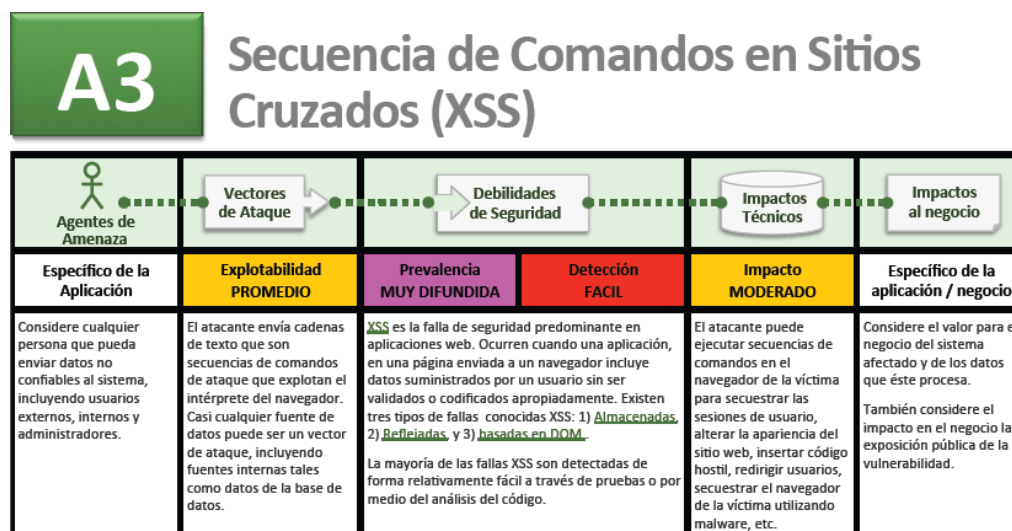 A3
Secuencia de Comandos en Sitios
Cruzados (XSS)
Agentes de
Amenaza
Vectores
de Ataque
Debilidades
de Seguridad
Impactos
Técnicos
Impactos
al negocio
Específico de la
Aplicación
Explotabilidad
PROMEDIO
Prevalencia
MUY DIFUNDIDA
Detección
FACIL
Impacto
MODERADO
Específico de la
aplicación / negocio
Considere cualquier
persona que pueda
enviar datos no
confiables al sistema,
incluyendo usuarios
externos, internos y
administradores.
El atacante envía cadenas
de texto que son
secuencias de comandos
de ataque que explotan el
intérprete del navegador.
Casi cualquier fuente de
datos puede ser un vector
de ataque, incluyendo
fuentes internas tales
como datos de la base de
datos.
XSS es la falla de seguridad predominante en
aplicaciones web. Ocurren cuando una aplicación,
en una página enviada a un navegador incluye
datos suministrados por un usuario sin ser
validados o codificados apropiadamente. Existen
tres tipos de fallas conocidas XSS: 1) Almacenadas,
2) Reflejadas, y 3) basadas en DOM .
La mayoría de las fallas XSS son detectadas de
forma relativamente fácil a través de pruebas o por
medio del análisis del código.
El atacante puede
ejecutar secuencias de
comandos en el
navegador de la víctima
para secuestrar las
sesiones de usuario,
alterar la apariencia del
sitio web, insertar código
hostil, redirigir usuarios,
secuestrar el navegador
de la víctima utilizando
malware, etc.
Considere el valor para e
negocio del sistema
afectado y de los datos
que éste procesa.
También considere el
impacto en el negocio la
exposición pública de la
vulnerabilidad.